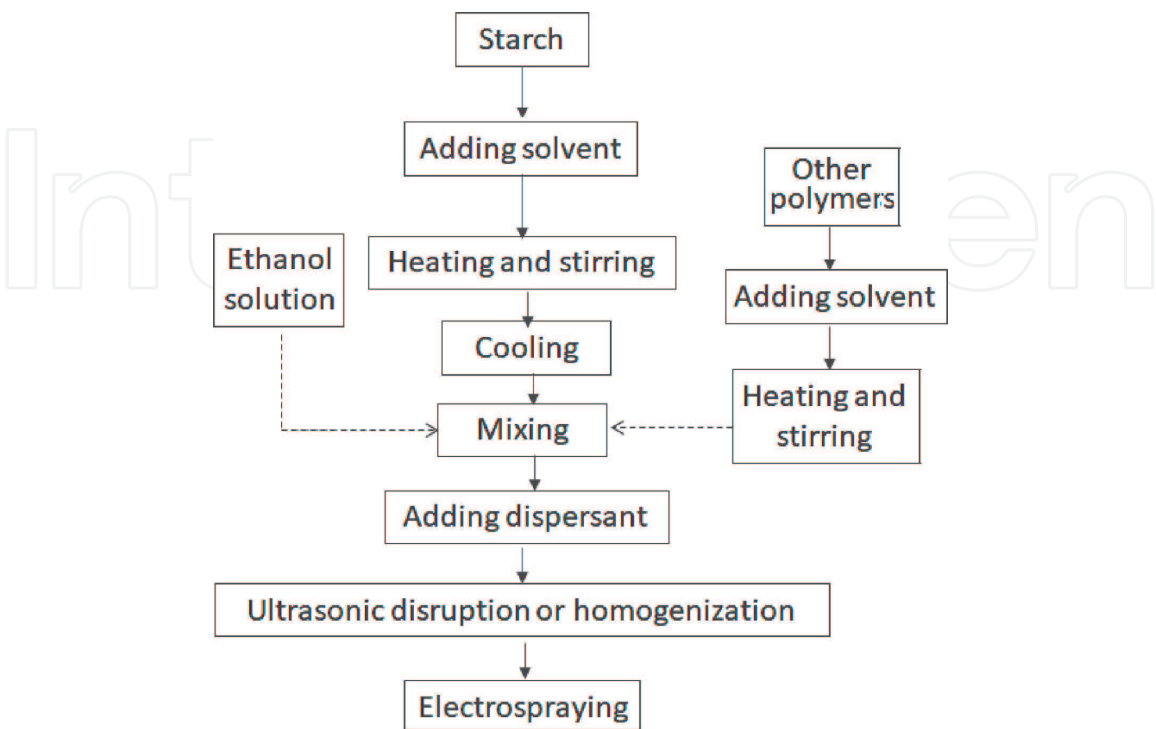 Starch
Adding solvent
Other
polymers
Ethanol
solution
Heating and stirring
Adding solvent
Cooling
Heating and
stirring
Mixing
Adding dispersant
Ultrasonic disruption or homogenization
Electrospraying